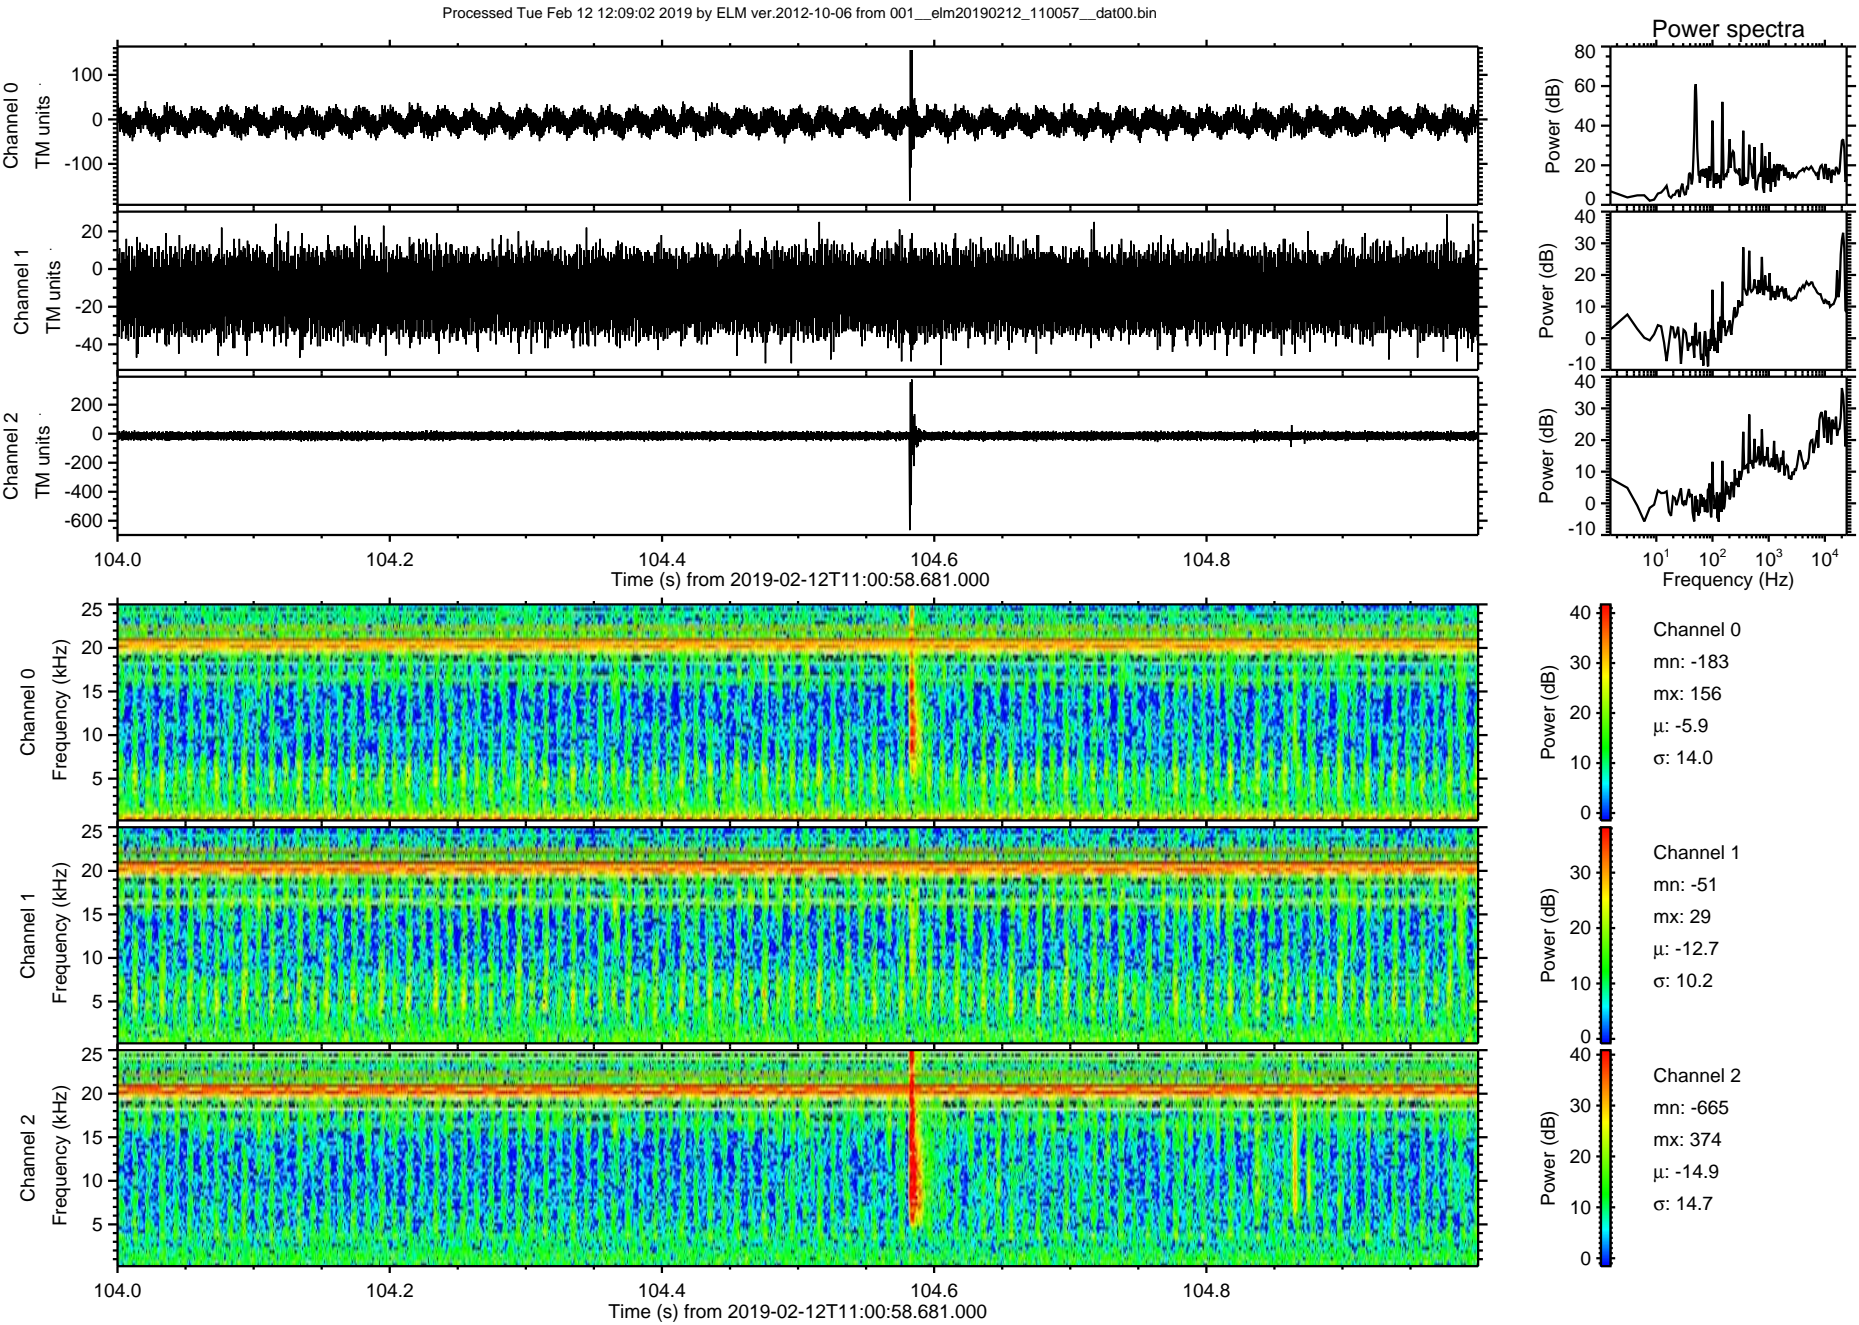 Processed Tue Feb 12 12:09:02 2019 by ELM ver.2012-10-06 from 001__elm20190212_110057__dat00.bin
Power spectra
Channel 0
TM units
100
0
-100
Power (dB)
80
60
40
20
0
Channel 1
TM units
20
0
-20
-40
Power (dB)
40
30
20
10
0
-10
Channel 2
TM units
200
0
-200
-400
-600
Power (dB)
40
30
20
10
0
-10
104.0 104.2 104.4 104.6 104.8
Time (s) from 2019-02-12T11:00:58.681.000
10¹ 10² 10³ 10⁴
Frequency (Hz)
Channel 0
Frequency (kHz)
25
20
15
10
5
Power (dB)
40
30
20
10
0
Channel 0
mn: -183
mx: 156
μ: -5.9
σ: 14.0
Channel 1
Frequency (kHz)
25
20
15
10
5
Power (dB)
30
20
10
0
Channel 1
mn: -51
mx: 29
μ: -12.7
σ: 10.2
Channel 2
Frequency (kHz)
25
20
15
10
5
Power (dB)
40
30
20
10
0
Channel 2
mn: -665
mx: 374
μ: -14.9
σ: 14.7
104.0 104.2 104.4 104.6 104.8
Time (s) from 2019-02-12T11:00:58.681.000